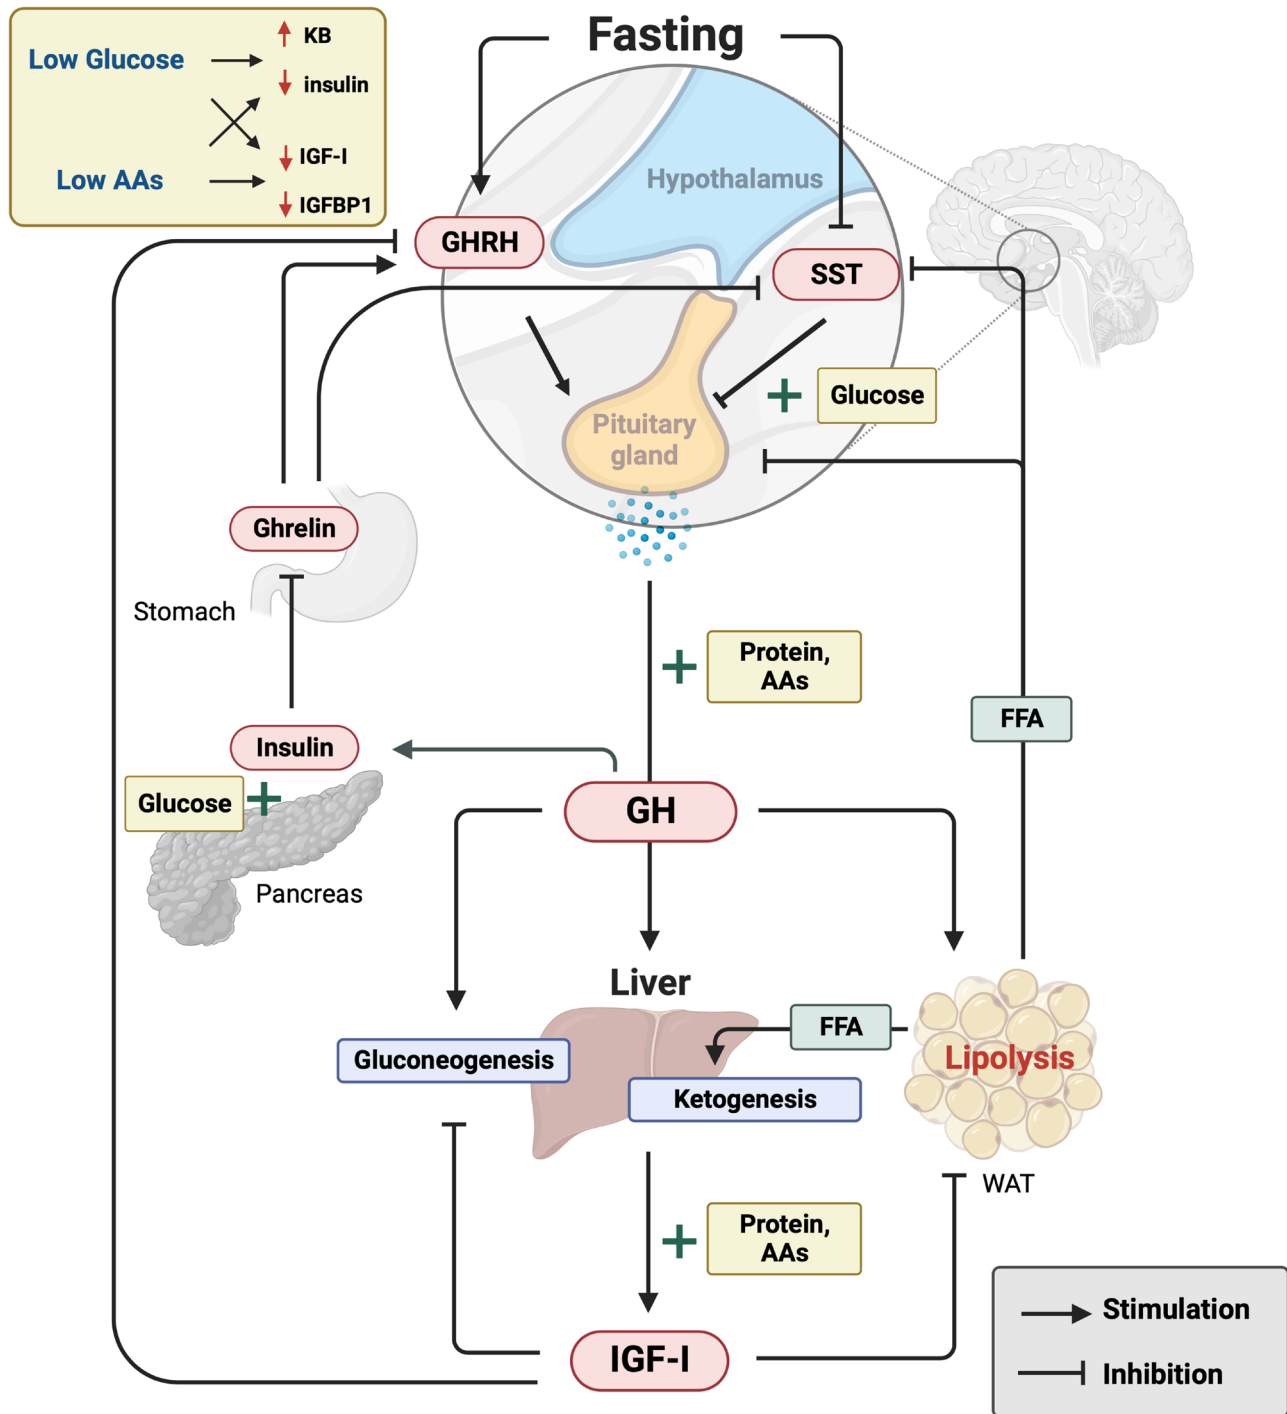 Fasting
KB
Low Glucose
insulin
IGF-I
Low AAs
IGFBP1
Hypothalamus
GHRH
SST
Glucose
Pituitary
gland
Ghrelin
Stomach
Protein,
AAs
FFA
Insulin
Glucose
GH
Pancreas
Liver
FFA
Gluconeogenesis
Lipolysis
Ketogenesis
WAT
Protein,
AAs
Stimulation
IGF-I
Inhibition